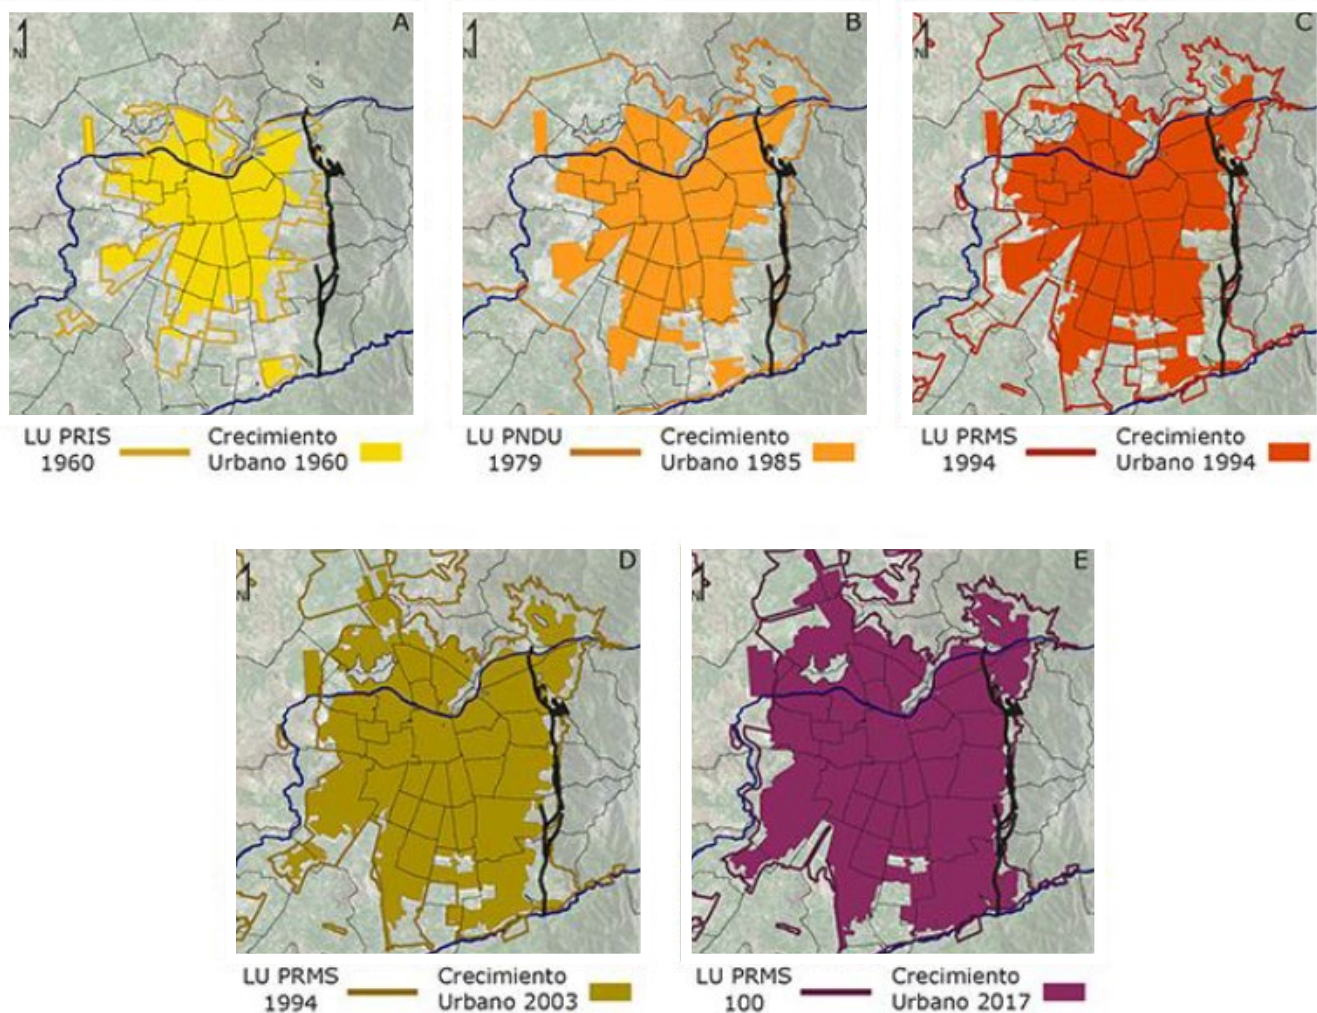 A
N
B
N
C
N
LU PRIS
1960
Crecimiento
Urbano 1960
LU PNDU
1979
Crecimiento
Urbano 1985
LU PRMS
1994
Crecimiento
Urbano 1994
D
N
E
N
LU PRMS
1994
Crecimiento
Urbano 2003
LU PRMS
100
Crecimiento
Urbano 2017